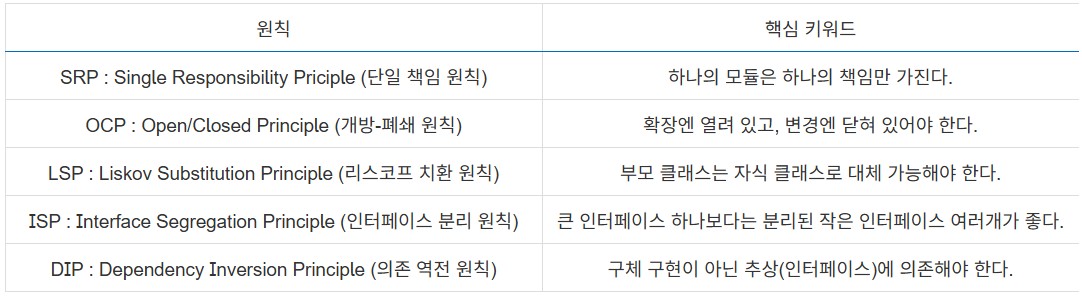 원칙 핵심 키워드
SRP : Single Responsibility Priciple (단일 책임 원칙) 하나의 모듈은 하나의 책임만 가진다.
OCP : Open/Closed Principle (개방-폐쇄 원칙) 확장엔 열려 있고, 변경엔 닫혀 있어야 한다.
LSP : Liskov Substitution Principle (리스코프 치환 원칙) 부모 클래스는 자식 클래스로 대체 가능해야 한다.
ISP : Interface Segregation Principle (인터페이스 분리 원칙) 큰 인터페이스 하나보다는 분리된 작은 인터페이스 여러개가 좋다.
DIP : Dependency Inversion Principle (의존 역전 원칙) 구체 구현이 아닌 추상(인터페이스)에 의존해야 한다.